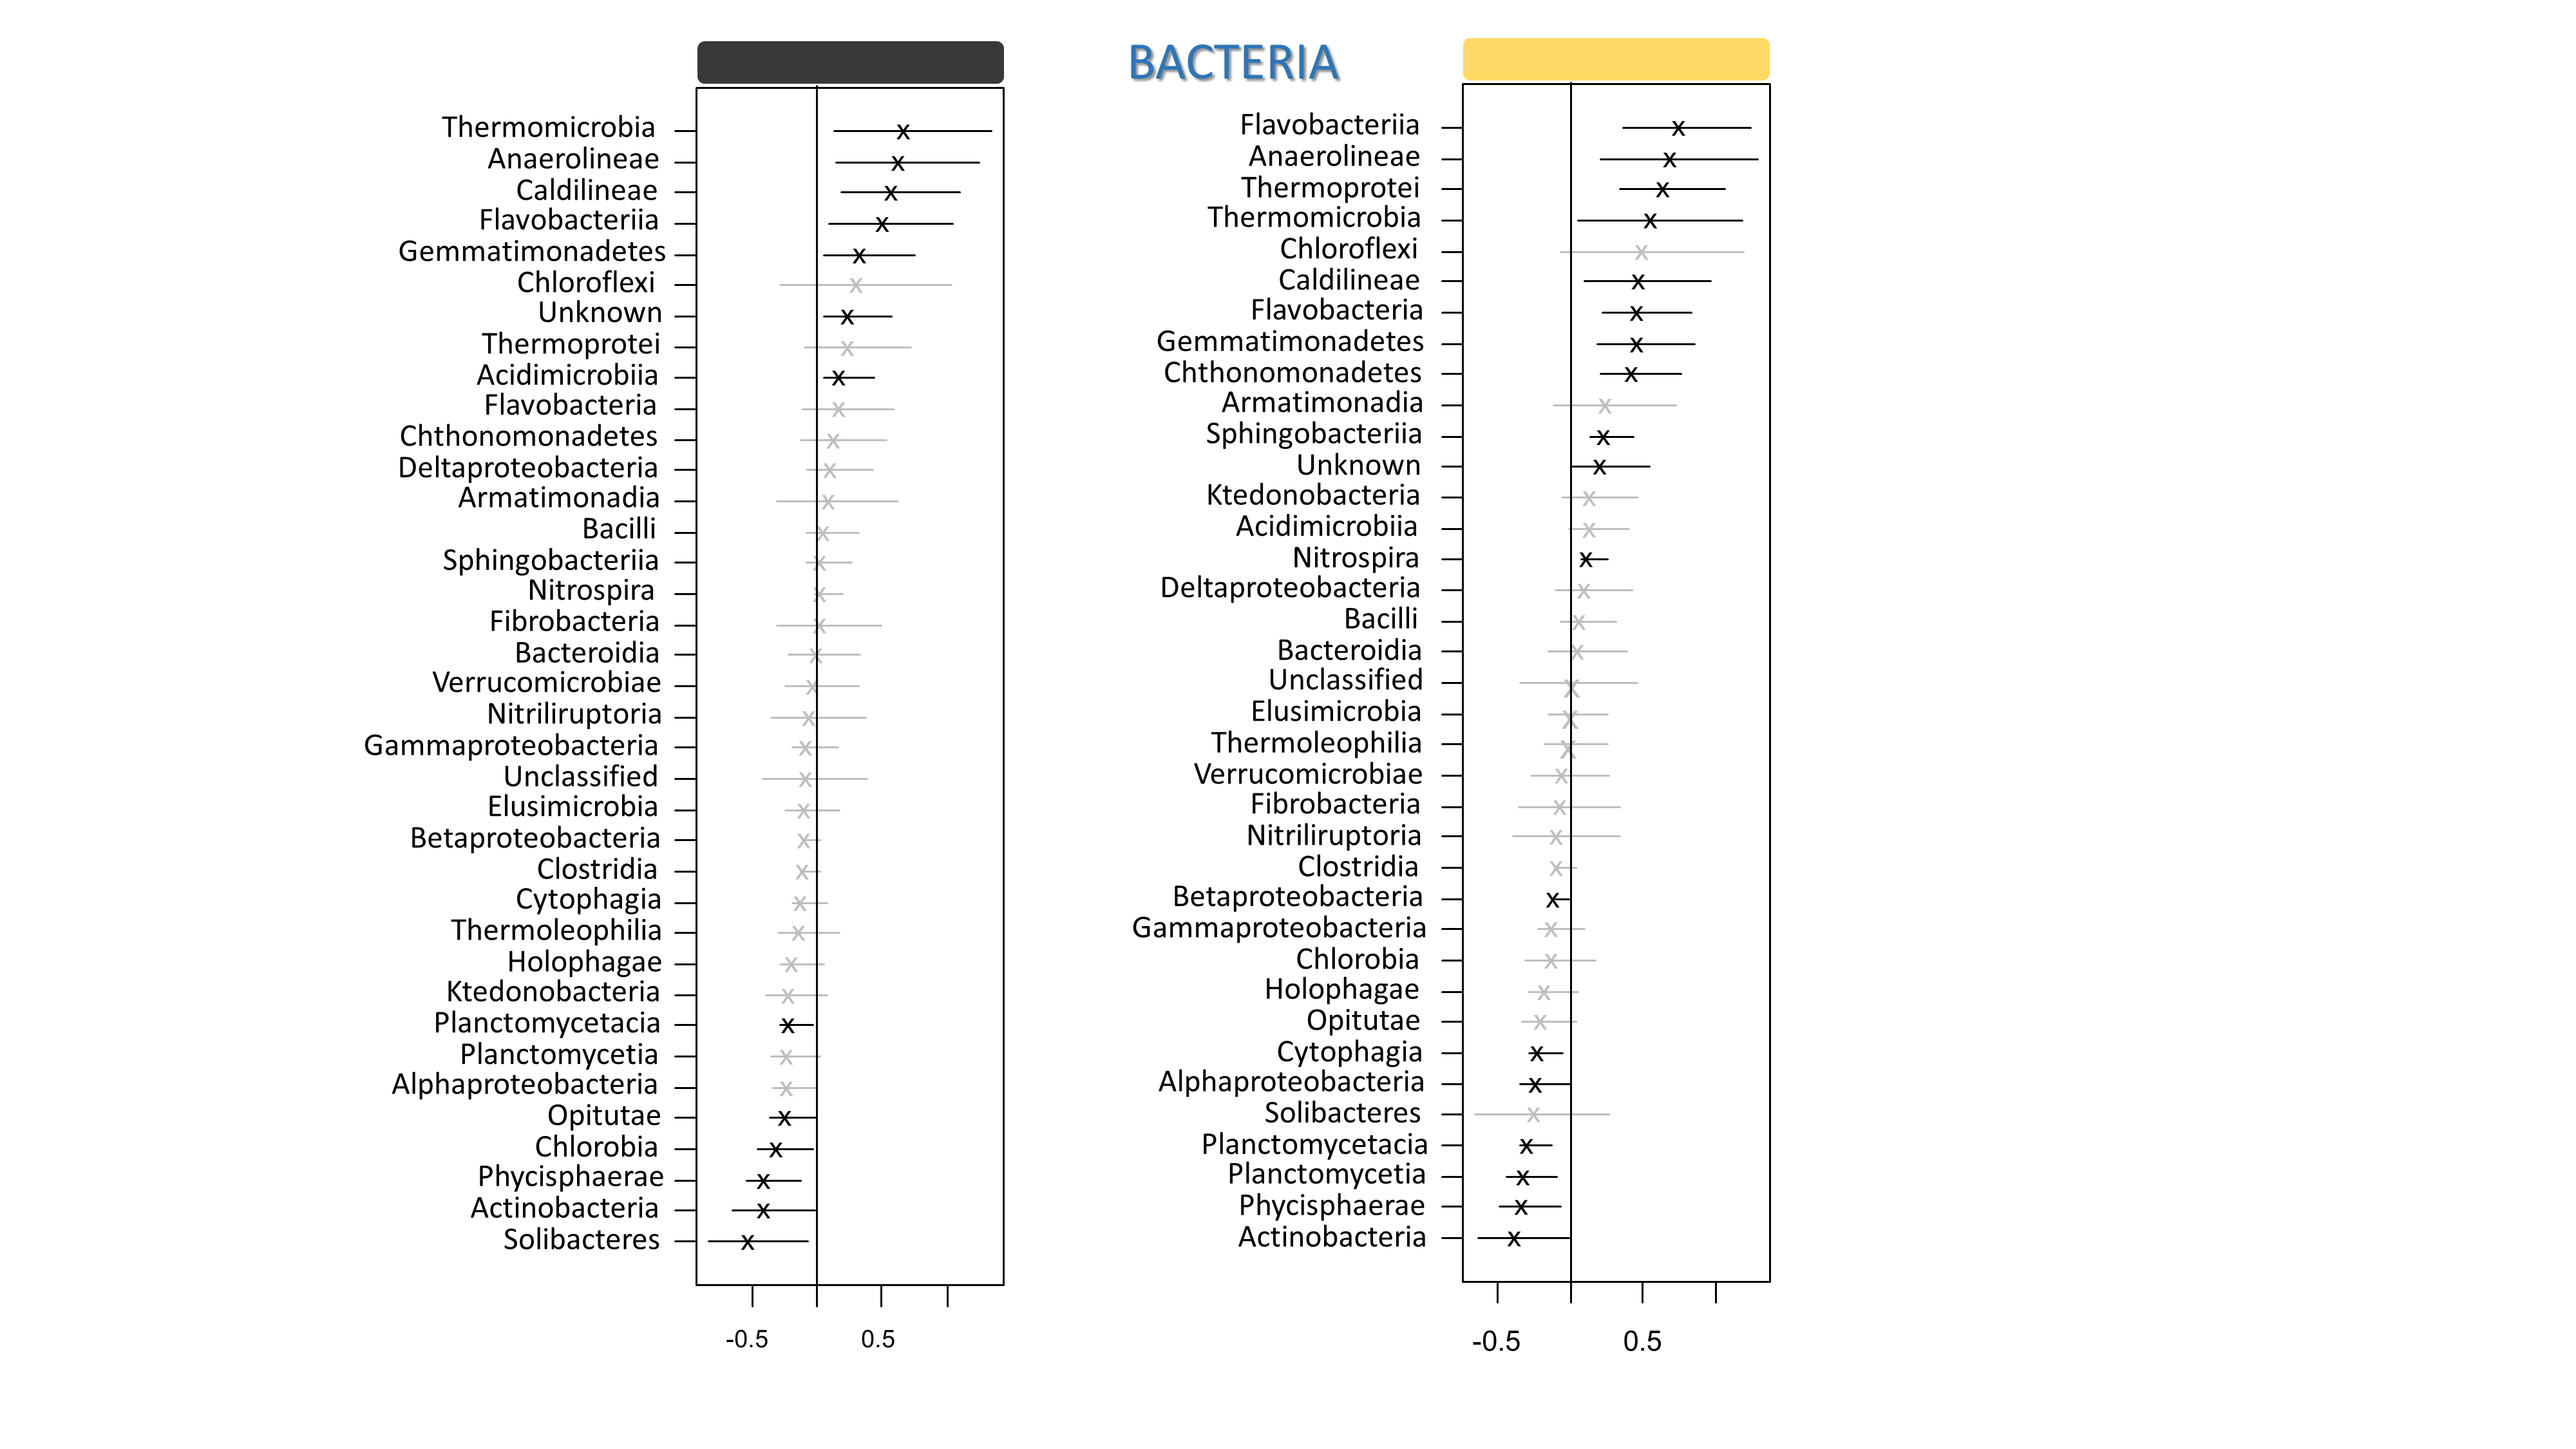 BACTERIA
Thermomicrobia
Anaerolineae
Caldilineae
Flavobacteriia
Gemmatimonadetes
Chloroflexi
Unknown
Thermoprotei
Acidimicrobiia
Flavobacteria
Chthonomonadetes
Deltaproteobacteria
Armatimonadia
Bacilli
Sphingobacteriia
Nitrospira
Fibrobacteria
Bacteroidia
Verrucomicrobiae
Nitriliruptoria
Gammaproteobacteria
Unclassified
Elusimicrobia
Betaproteobacteria
Clostridia
Cytophagia
Thermoleophilia
Holophagae
Ktedonobacteria
Planctomycetacia
Planctomycetia
Alphaproteobacteria
Opitutae
Chlorobia
Phycisphaerae
Actinobacteria
Solibacteres
-0.5 0.5
Flavobacteriia
Anaerolineae
Thermoprotei
Thermomicrobia
Chloroflexi
Caldilineae
Flavobacteria
Gemmatimonadetes
Chthonomonadetes
Armatimonadia
Sphingobacteriia
Unknown
Ktedonobacteria
Acidimicrobiia
Nitrospira
Deltaproteobacteria
Bacilli
Bacteroidia
Unclassified
Elusimicrobia
Thermoleophilia
Verrucomicrobiae
Fibrobacteria
Nitriliruptoria
Clostridia
Betaproteobacteria
Gammaproteobacteria
Chlorobia
Holophagae
Opitutae
Cytophagia
Alphaproteobacteria
Solibacteres
Planctomycetacia
Planctomycetia
Phycisphaerae
Actinobacteria
-0.5 0.5